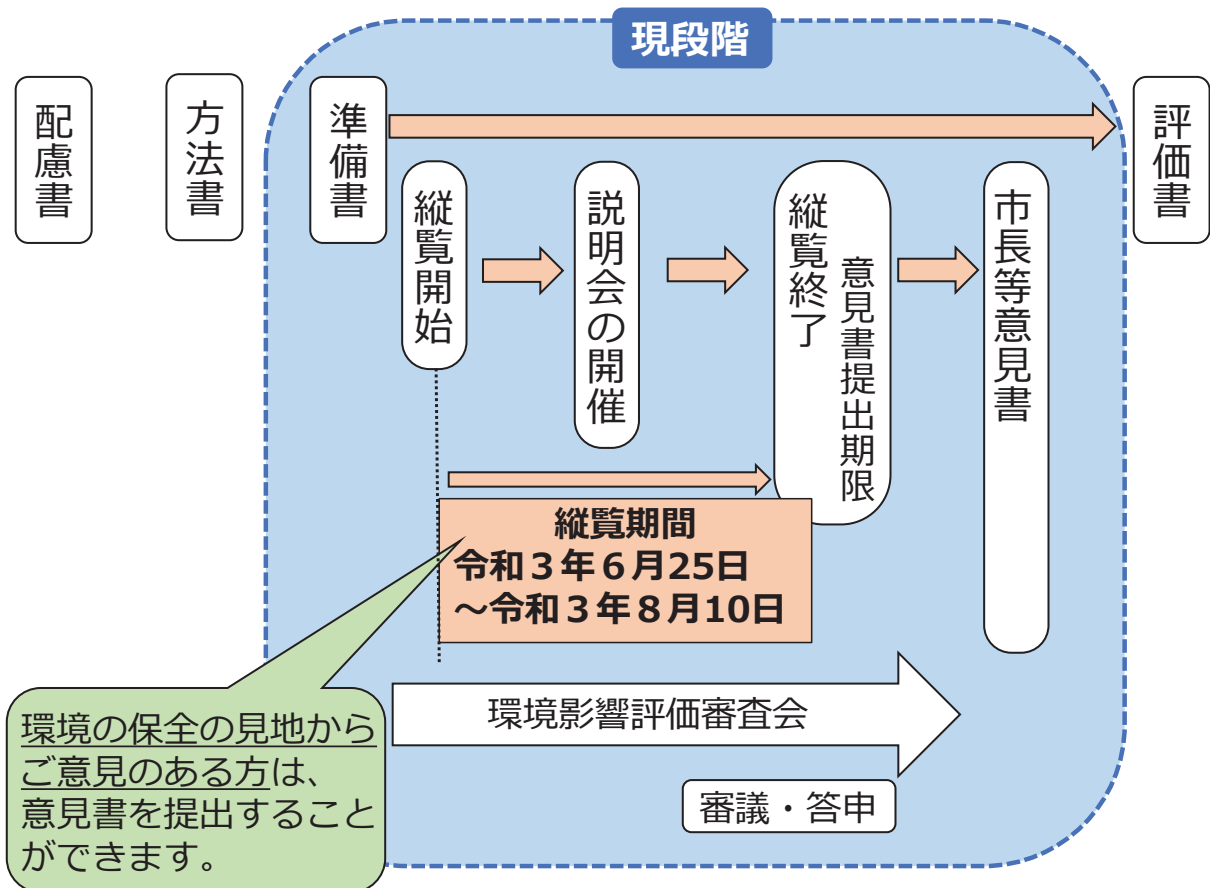 現段階
配慮書
方法書
準備書
評価書
縦覧開始
説明会の開催
縦覧終了
意見書提出期限
市長等意見書
縦覧期間
令和３年６月25日
～令和３年８月10日
環境の保全の見地から
ご意見のある方は、
意見書を提出すること
ができます。
環境影響評価審査会
審議・答申